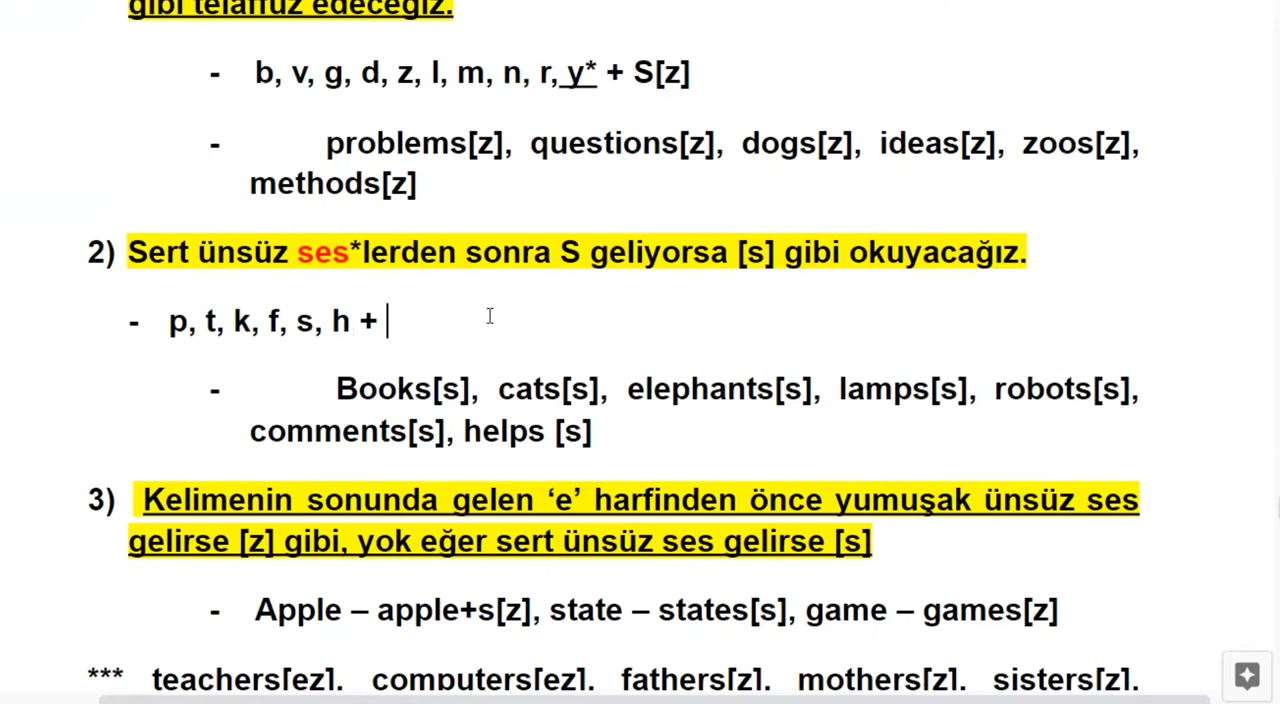 gibi telaffuz edeceğiz.
- b, v, g, d, z, l, m, n, r, y* + S[z]
- problems[z], questions[z], dogs[z], ideas[z], zoos[z],
methods[z]
2) Sert ünsüz ses*lerden sonra S geliyorsa [s] gibi okuyacağız.
- p, t, k, f, s, h +
- Books[s], cats[s], elephants[s], lamps[s], robots[s],
comments[s], helps [s]
3) Kelimenin sonunda gelen ‘e’ harfinden önce yumuşak ünsüz ses
gelirse [z] gibi, yok eğer sert ünsüz ses gelirse [s]
- Apple – apple+s[z], state – states[s], game – games[z]
*** teachers[ez], computers[ez], fathers[z], mothers[z], sisters[z],